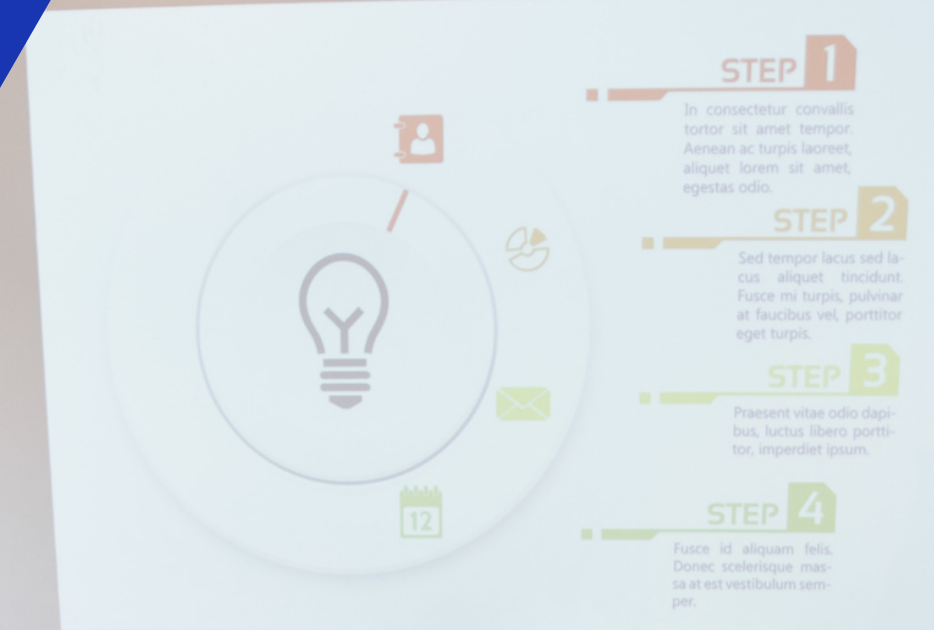 STEP 1
In consectetur convallis
tortor sit amet tempor.
Aenean ac turpis laoreet,
aliquet lorem sit amet,
egestas odio.
STEP 2
Sed tempor lacus sed la-
cus aliquet tincidunt.
Fusce mi turpis, pulvinar
at faucibus vel, porttitor
eget turpis.
STEP 3
Praesent vitae odio dapi-
bus, luctus libero portti-
tor, imperdiet ipsum.
12
STEP 4
Fusce id aliquam felis.
Donec scelerisque mas-
sa at est vestibulum sem-
per.